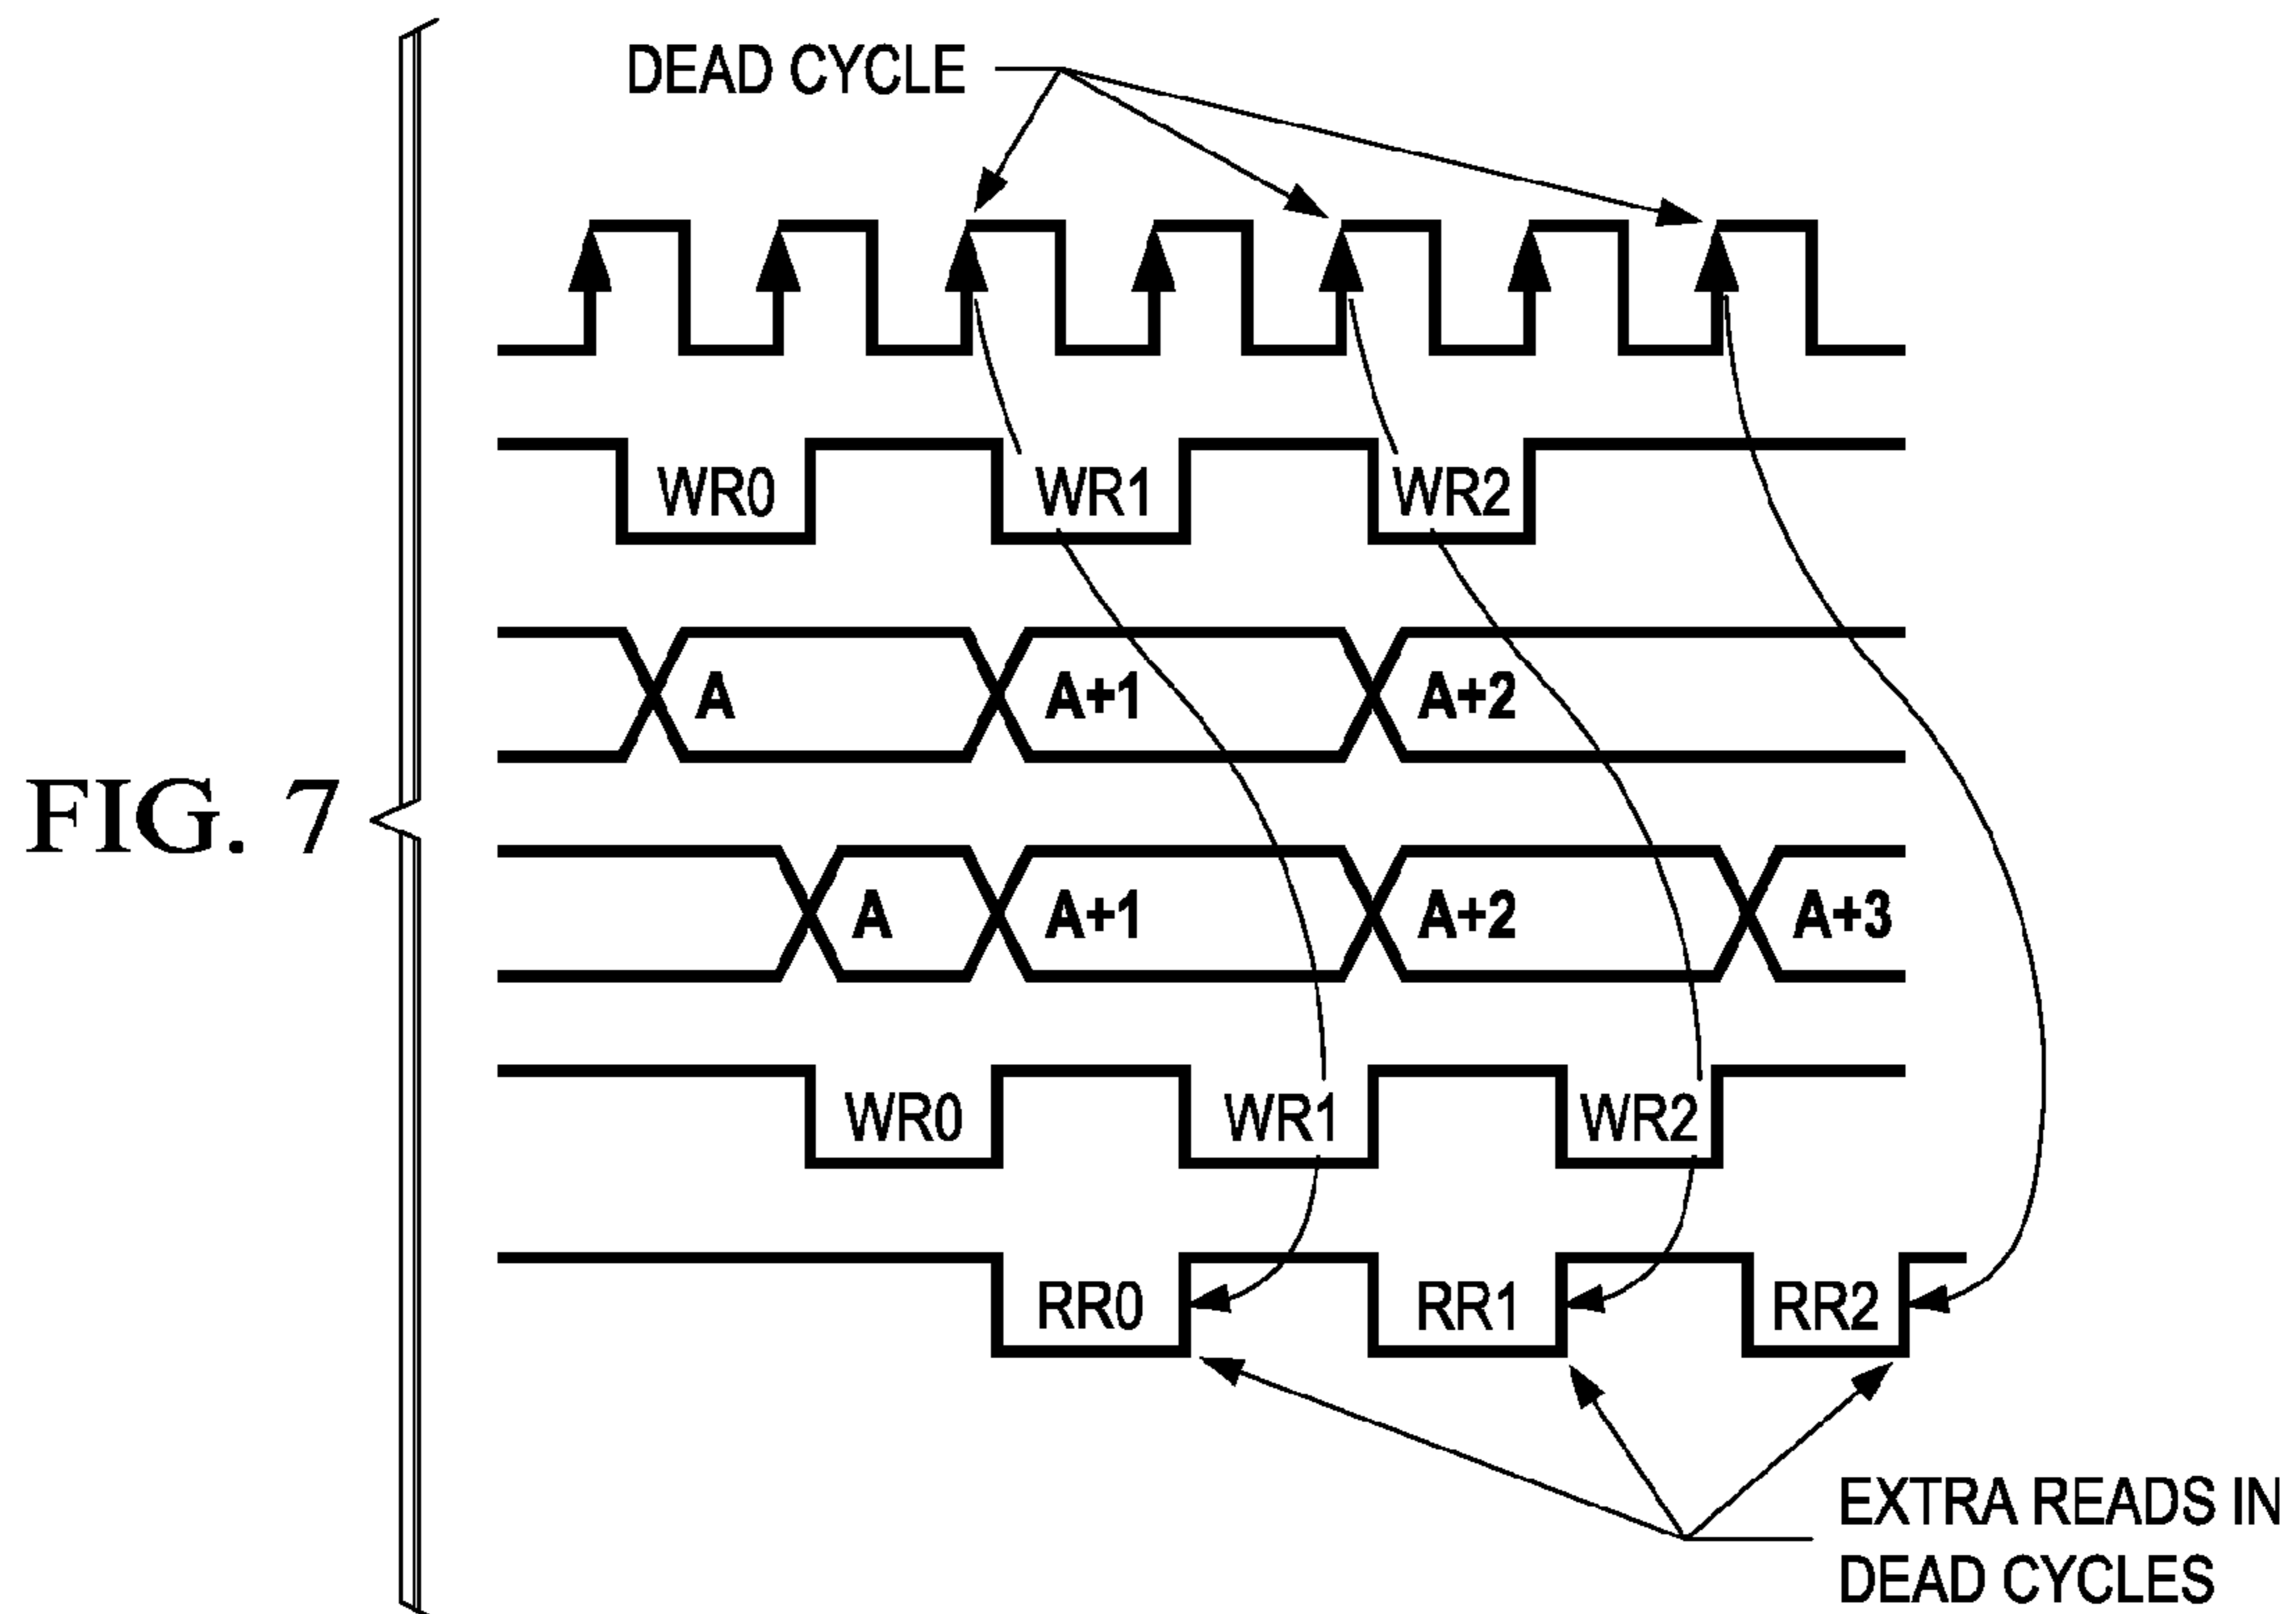 DEAD CYCLE
WR0 WR1 WR2
A A+1 A+2
FIG. 7
A A+1 A+2 A+3
WR0 WR1 WR2
RR0 RR1 RR2
EXTRA READS IN
DEAD CYCLES